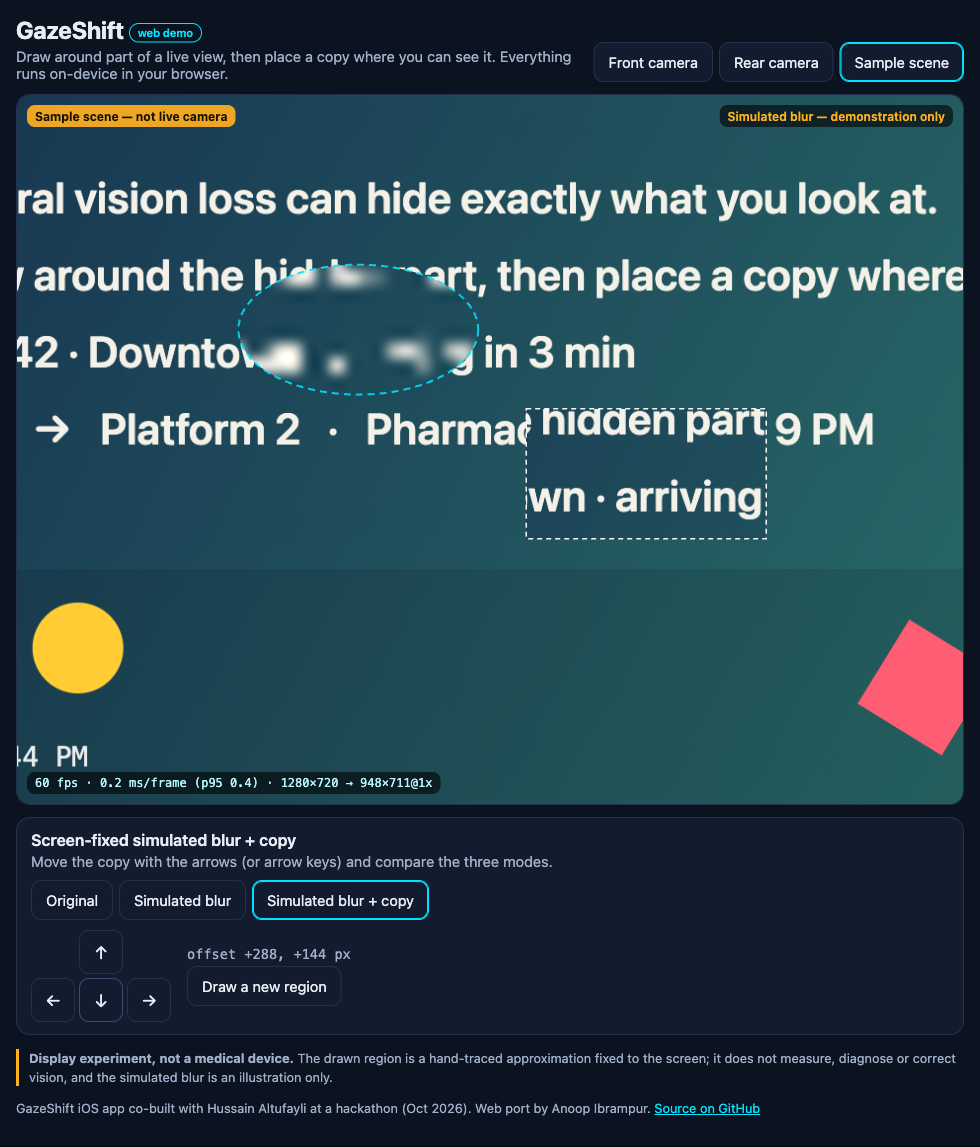 GazeShift web demo
Draw around part of a live view, then place a copy where you can see it. Everything
runs on-device in your browser.
Front camera
Rear camera
Sample scene
Sample scene — not live camera
Simulated blur — demonstration only
ral vision loss can hide exactly what you look at.
around the part, then place a copy where
42 · Downtow g in 3 min
→ Platform 2 · Pharmac 9 PM
hidden part
wn · arriving
44 PM
60 fps · 0.2 ms/frame (p95 0.4) · 1280×720 → 948×711@1x
Screen-fixed simulated blur + copy
Move the copy with the arrows (or arrow keys) and compare the three modes.
Original
Simulated blur
Simulated blur + copy
↑
← ↓ →
offset +288, +144 px
Draw a new region
Display experiment, not a medical device. The drawn region is a hand-traced approximation fixed to the screen; it does not measure, diagnose or correct
vision, and the simulated blur is an illustration only.
GazeShift iOS app co-built with Hussain Altufayli at a hackathon (Oct 2026). Web port by Anoop Ibrampur. Source on GitHub